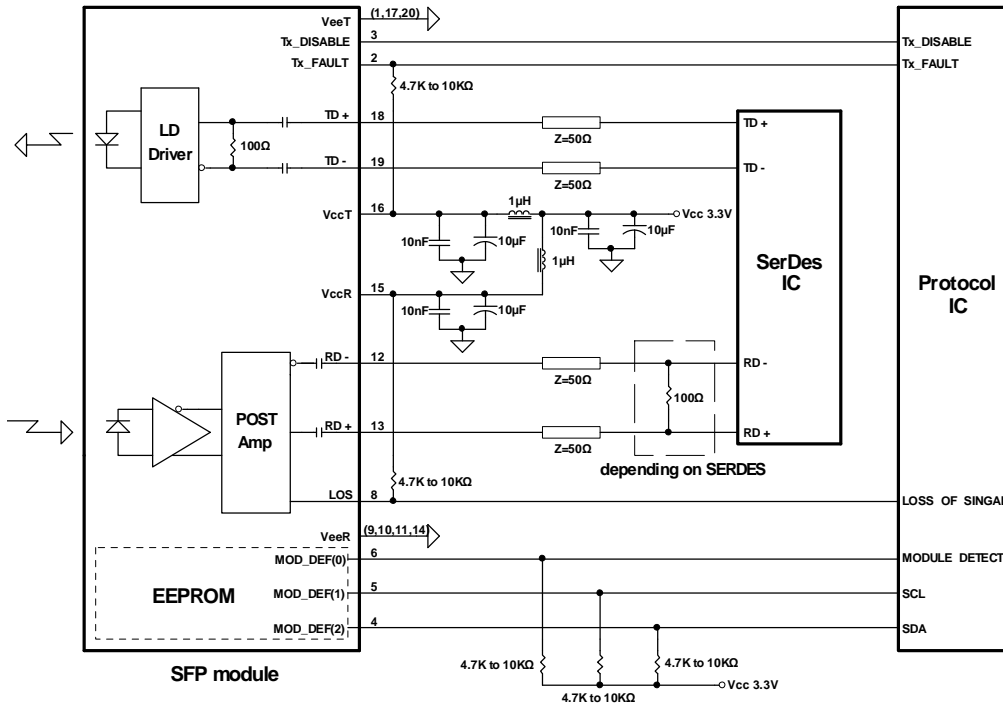 VeeT
(1,17,20)
Tx_DISABLE
3
Tx_DISABLE
Tx_FAULT
2
Tx_FAULT
4.7K to 10KΩ
LD
Driver
100Ω
TD +
18
Z=50Ω
TD +
TD -
19
Z=50Ω
TD -
VccT
16
1µH
Vcc 3.3V
10nF
10µF
10nF
10µF
1µH
SerDes
IC
Protocol
IC
VccR
15
10nF
10µF
RD -
12
Z=50Ω
RD -
POST
Amp
100Ω
RD +
13
Z=50Ω
RD +
depending on SERDES
4.7K to 10KΩ
LOS
8
LOSS OF SINGAL
VeeR
(9,10,11,14)
MOD_DEF(0)
6
MODULE DETECT
EEPROM
MOD_DEF(1)
5
SCL
MOD_DEF(2)
4
SDA
4.7K to 10KΩ
4.7K to 10KΩ
4.7K to 10KΩ
Vcc 3.3V
SFP module